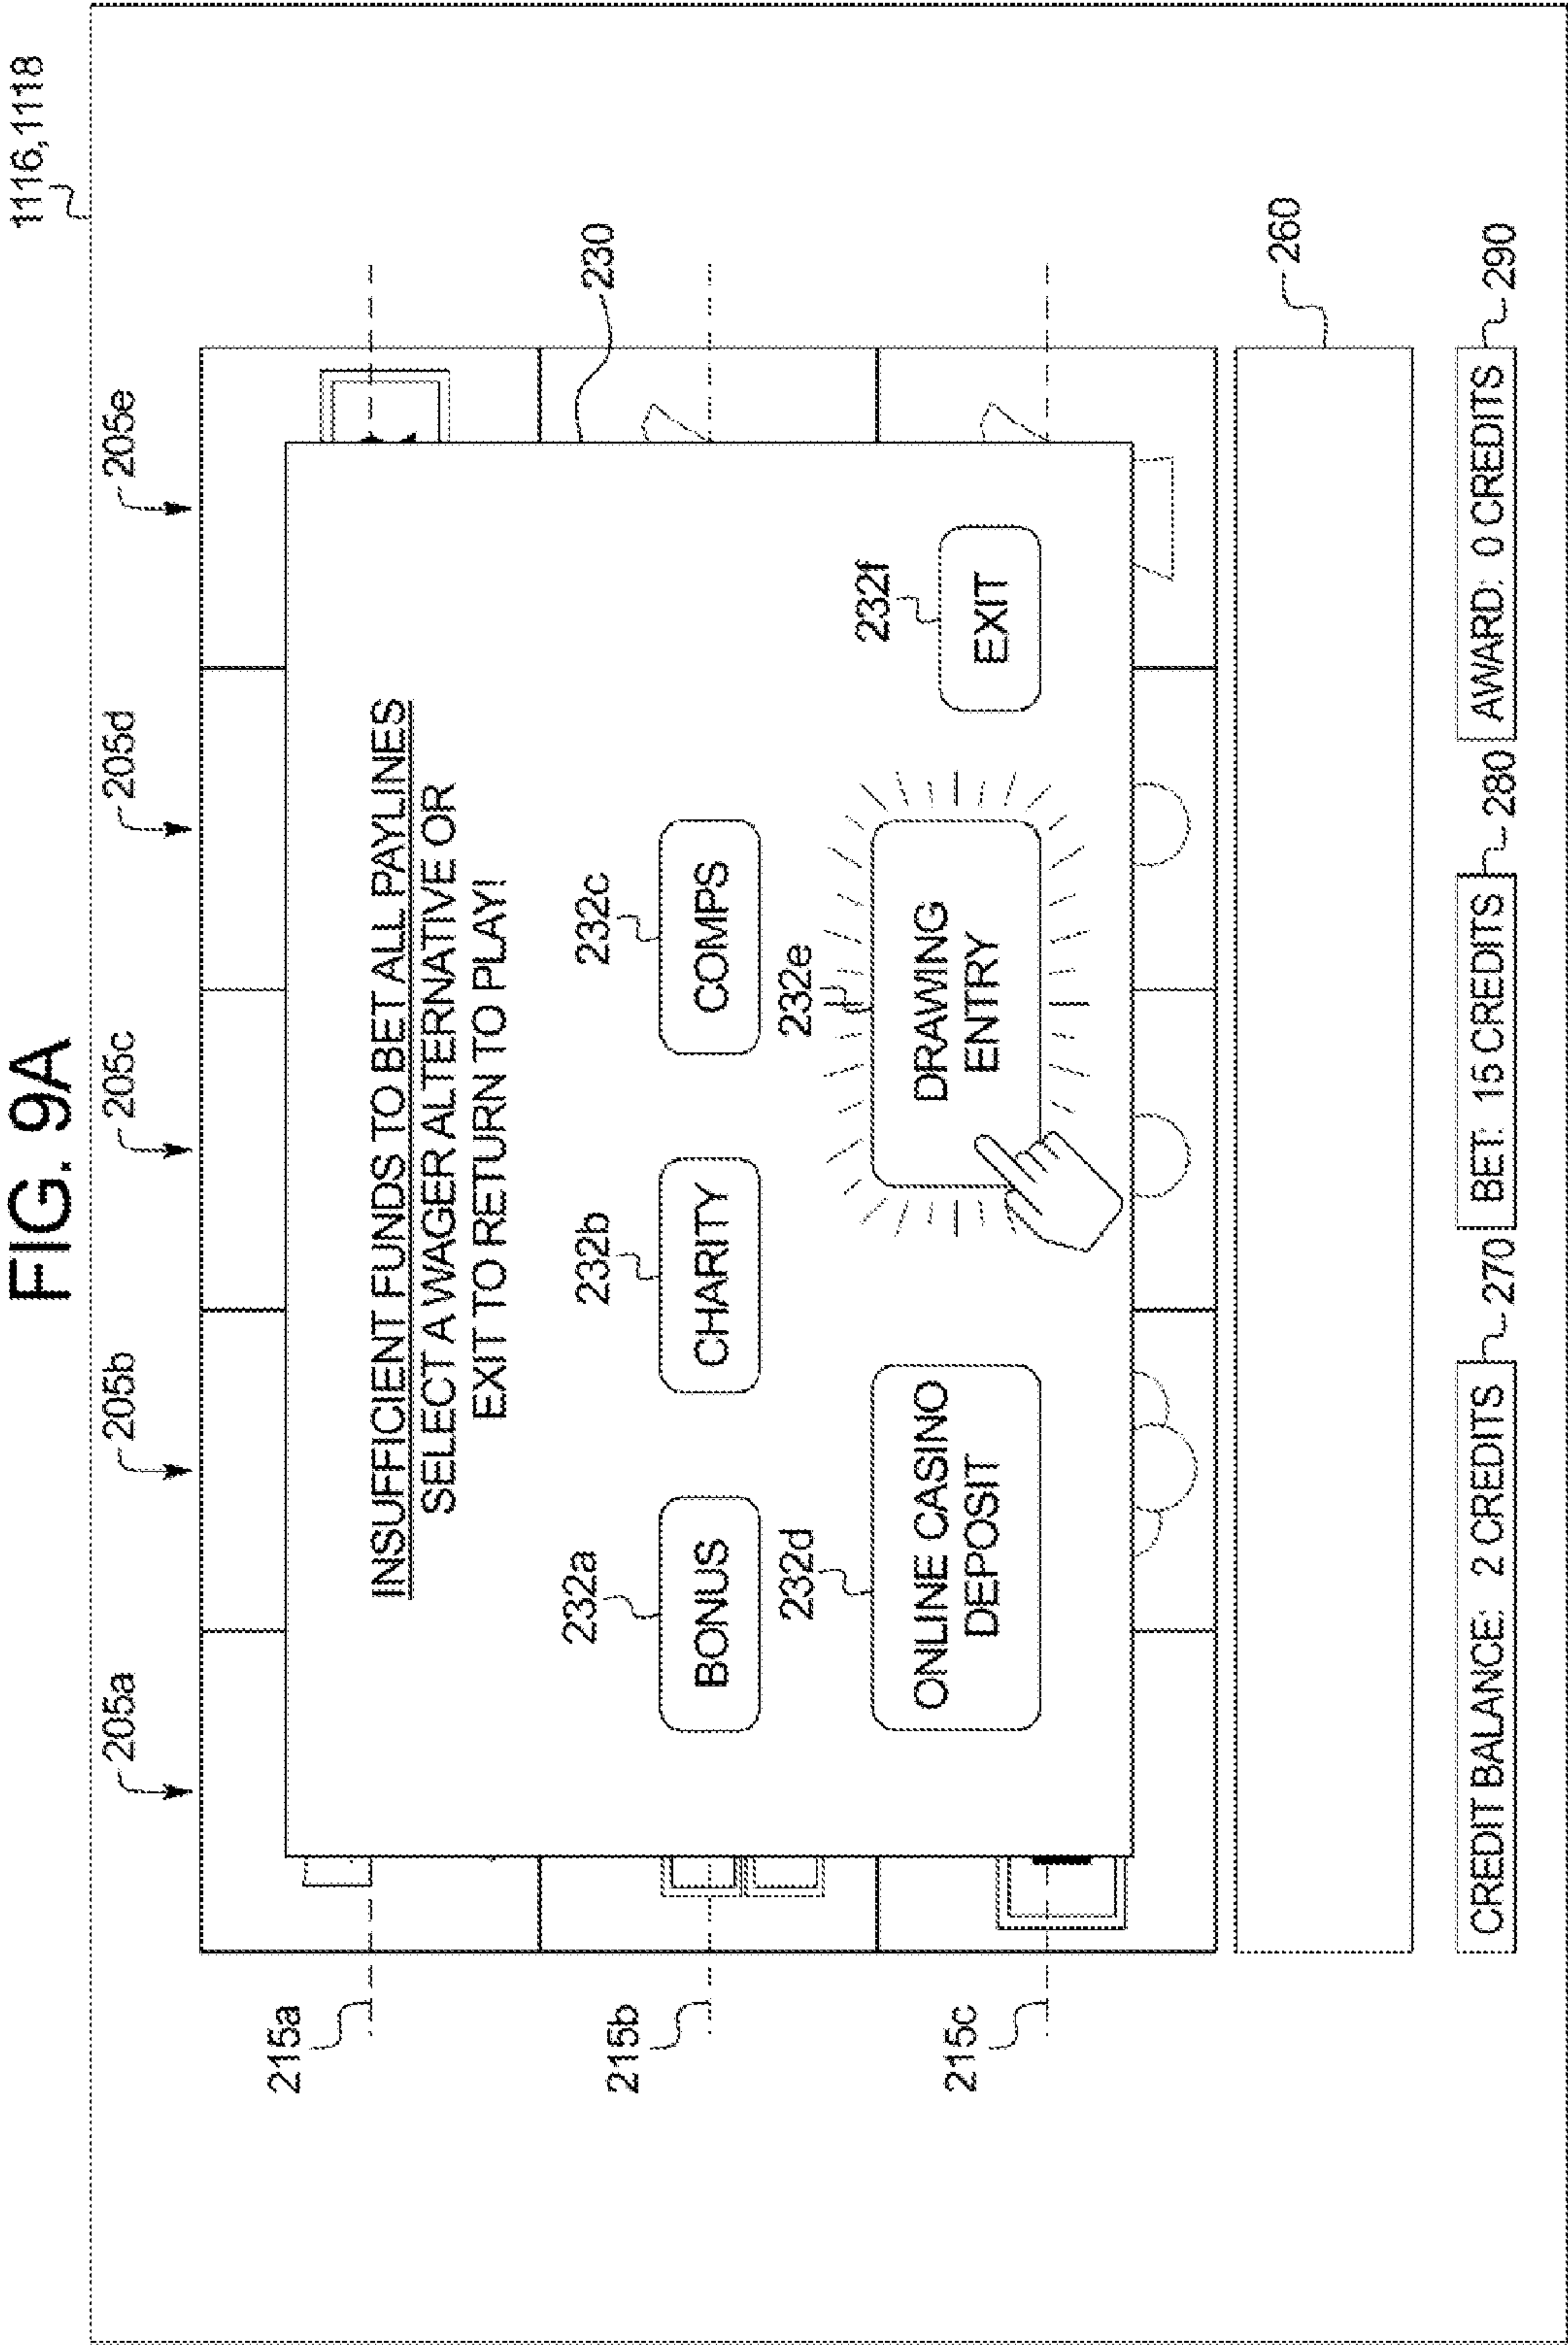 FIG. 9A
1116,1118
205a
205b
205c
205d
205e
215a
215b
215c
230
INSUFFICIENT FUNDS TO BET ALL PAYLINES
SELECT A WAGER ALTERNATIVE OR
EXIT TO RETURN TO PLAY!
232a
232b
232c
BONUS
CHARITY
COMPS
232d
232e
232f
ONLINE CASINO
DEPOSIT
DRAWING
ENTRY
EXIT
260
CREDIT BALANCE: 2 CREDITS
270
BET: 15 CREDITS
280
AWARD: 0 CREDITS
290